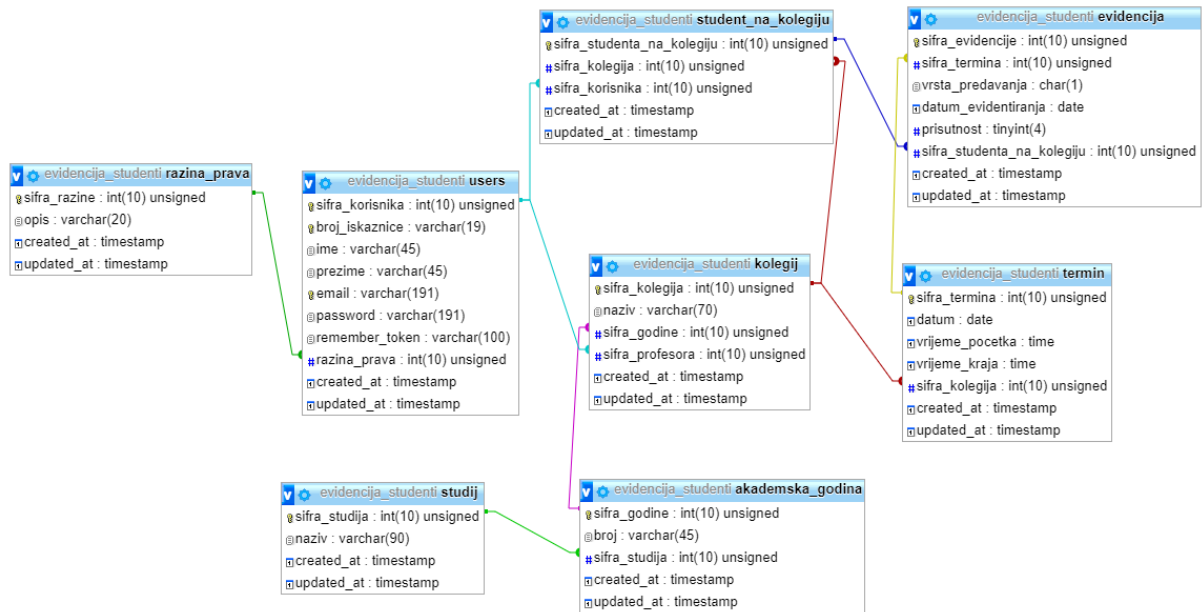 evidencija_studenti student_na_kolegiju
sifra_studenta_na_kolegiju : int(10) unsigned
sifra_kolegija : int(10) unsigned
sifra_korisnika : int(10) unsigned
created_at : timestamp
updated_at : timestamp
evidencija_studenti evidencija
sifra_evidencije : int(10) unsigned
sifra_termina : int(10) unsigned
vrsta_predavanja : char(1)
datum_evidentiranja : date
prisutnost : tinyint(4)
sifra_studenta_na_kolegiju : int(10) unsigned
created_at : timestamp
updated_at : timestamp
evidencija_studenti razina_prava
sifra_razine : int(10) unsigned
opis : varchar(20)
created_at : timestamp
updated_at : timestamp
evidencija_studenti users
sifra_korisnika : int(10) unsigned
broj_iskaznice : varchar(19)
ime : varchar(45)
prezime : varchar(45)
email : varchar(191)
password : varchar(191)
remember_token : varchar(100)
razina_prava : int(10) unsigned
created_at : timestamp
updated_at : timestamp
evidencija_studenti kolegij
sifra_kolegija : int(10) unsigned
naziv : varchar(70)
sifra_godine : int(10) unsigned
sifra_profesora : int(10) unsigned
created_at : timestamp
updated_at : timestamp
evidencija_studenti termin
sifra_termina : int(10) unsigned
datum : date
vrijeme_pocetka : time
vrijeme_kraja : time
sifra_kolegija : int(10) unsigned
created_at : timestamp
updated_at : timestamp
evidencija_studenti studij
sifra_studija : int(10) unsigned
naziv : varchar(90)
created_at : timestamp
updated_at : timestamp
evidencija_studenti akademska_godina
sifra_godine : int(10) unsigned
broj : varchar(45)
sifra_studija : int(10) unsigned
created_at : timestamp
updated_at : timestamp